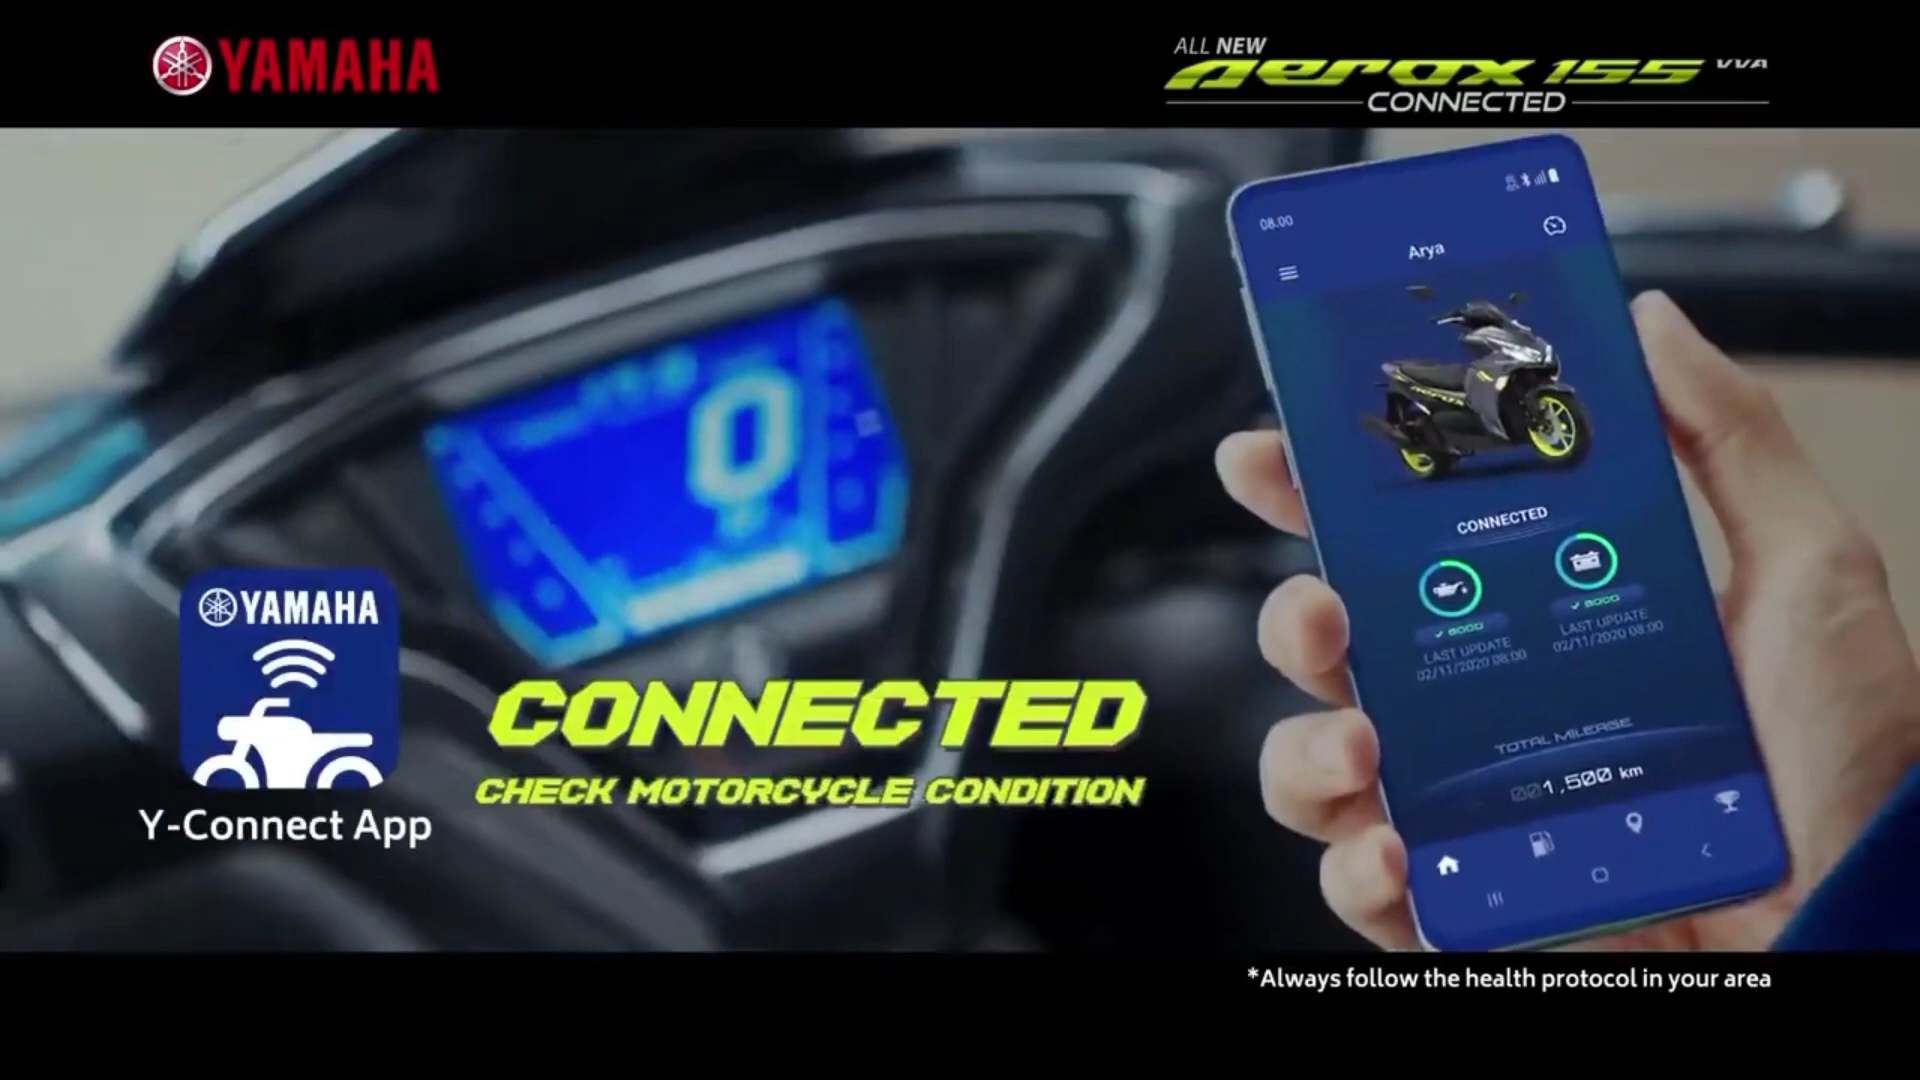 YAMAHA
ALL NEW
Aerox 155 VVA
CONNECTED
08.00
Arya
AEROX
CONNECTED
GOOD
LAST UPDATE
02/11/2020 08:00
GOOD
LAST UPDATE
02/11/2020 08:00
TOTAL MILEAGE
001,500 km
0
YAMAHA
Y-Connect App
CONNECTED
CHECK MOTORCYCLE CONDITION
*Always follow the health protocol in your area